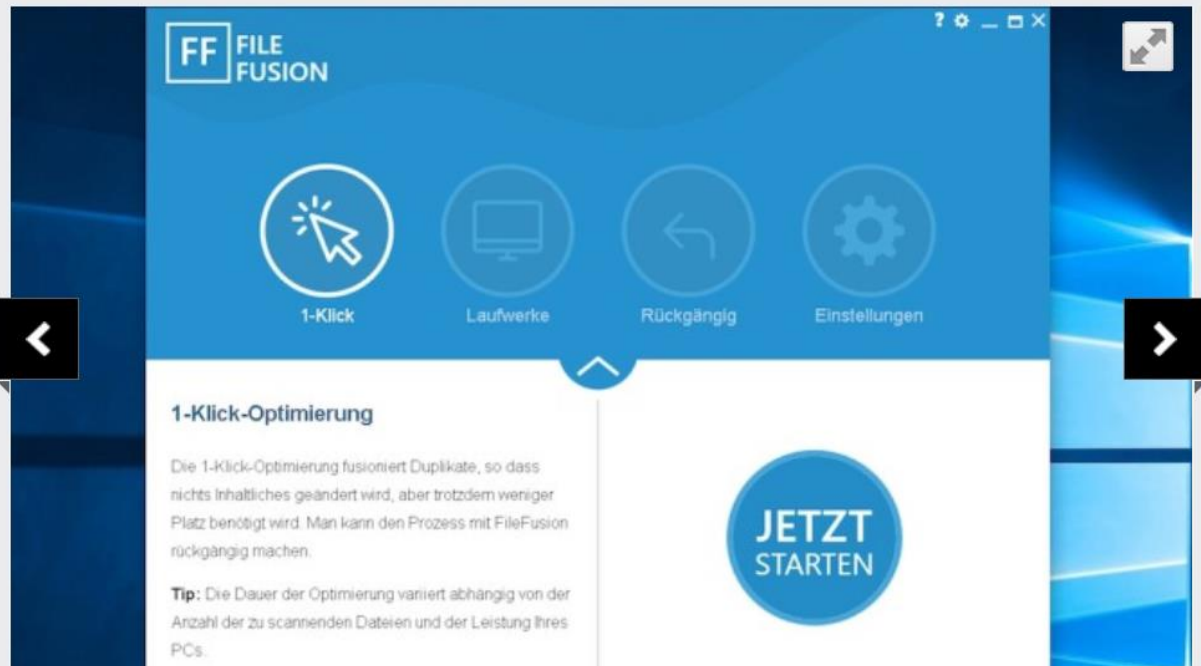 FF FILE
FUSION
?
1-Klick
Laufwerke
Rückgängig
Einstellungen
1-Klick-Optimierung
Die 1-Klick-Optimierung fusioniert Duplikate, so dass
nichts Inhaltliches geändert wird, aber trotzdem weniger
Platz benötigt wird. Man kann den Prozess mit FileFusion
rückgängig machen.
Tip: Die Dauer der Optimierung variiert abhängig von der
Anzahl der zu scannenden Dateien und der Leistung Ihres
PCs.
JETZT
STARTEN